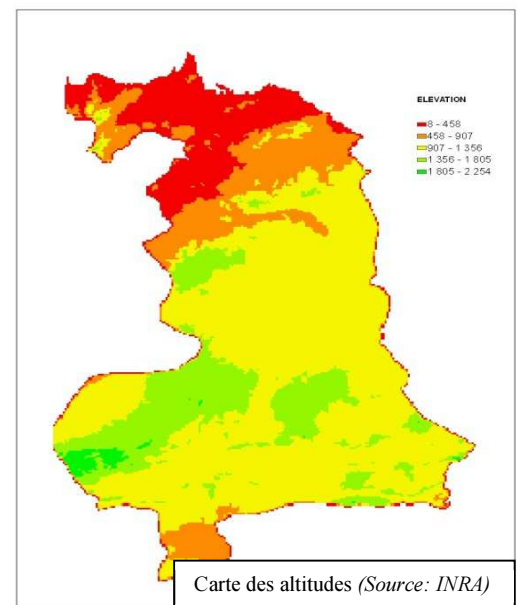 ELEVATION
8 - 458
458 - 907
907 - 1 356
1 356 - 1 805
1 805 - 2 254
Carte des altitudes (Source: INRA)